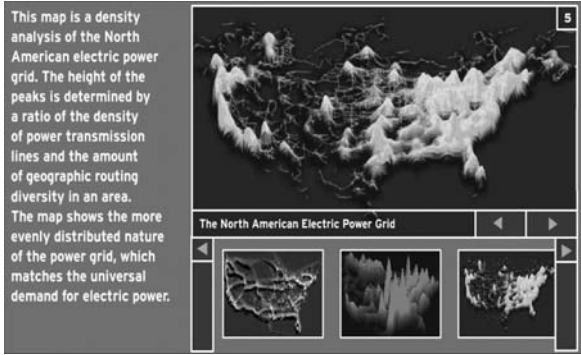 This map is a density
analysis of the North
American electric power
grid. The height of the
peaks is determined by
a ratio of the density
of power transmission
lines and the amount
of geographic routing
diversity in an area.
The map shows the more
evenly distributed nature
of the power grid, which
matches the universal
demand for electric power.
5
The North American Electric Power Grid